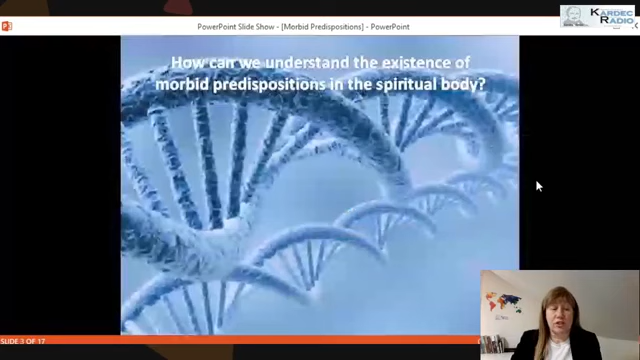 KARDEC
RADIO
PowerPoint Slide Show - [Morbid Predispositions] - PowerPoint
How can we understand the existence of
morbid predispositions in the spiritual body?
SLIDE 3 OF 17